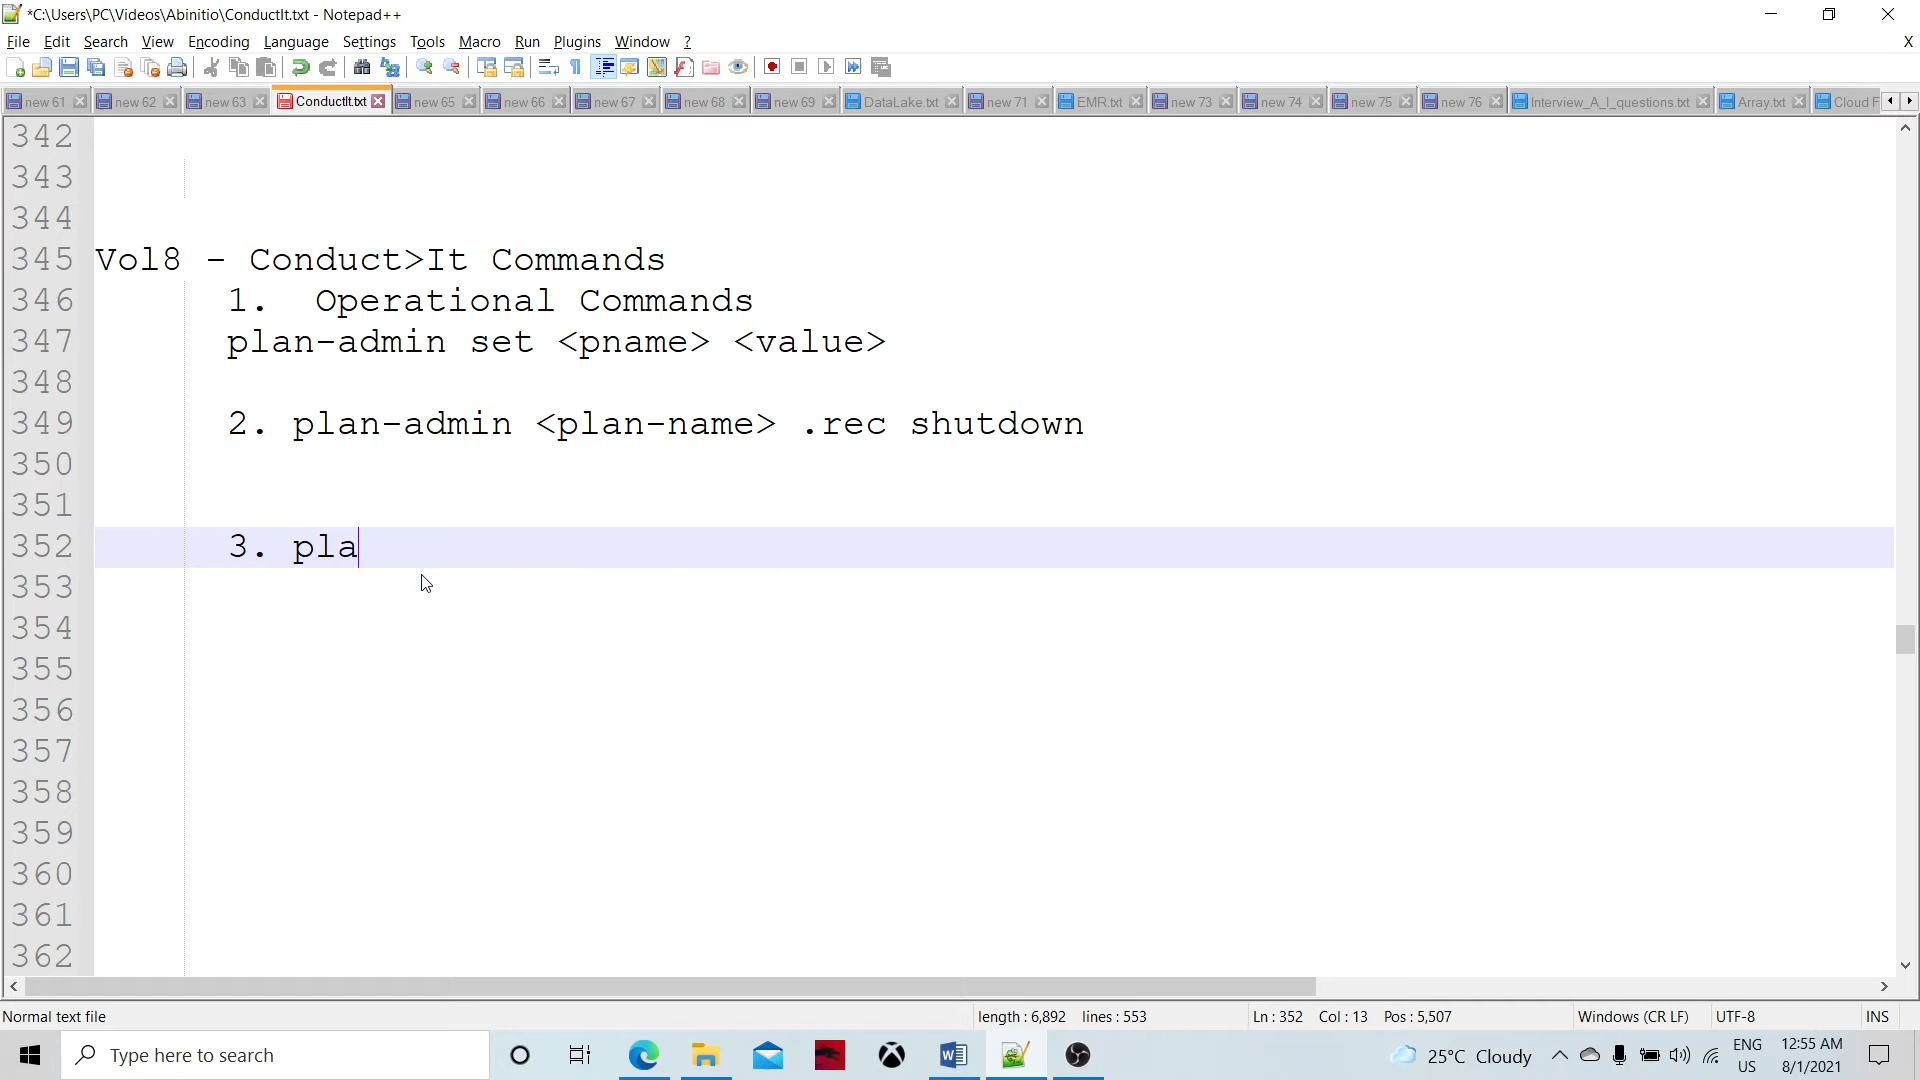 *C:\Users\PC\Videos\Abinitio\ConductIt.txt - Notepad++
File Edit Search View Encoding Language Settings Tools Macro Run Plugins Window ? X
new 61 new 62 new 63 ConductIt.txt new 65 new 66 new 67 new 68 new 69 DataLake.txt new 71 EMR.txt new 73 new 74 new 75 new 76 Interview_A_I_questions.txt Array.txt Cloud F
342
343
344
345 Vol8 - Conduct>It Commands
346 1. Operational Commands
347 plan-admin set <pname> <value>
348
349 2. plan-admin <plan-name> .rec shutdown
350
351
352 3. pla
353
354
355
356
357
358
359
360
361
362
Normal text file length : 6,892 lines : 553 Ln : 352 Col : 13 Pos : 5,507 Windows (CR LF) UTF-8 INS
Type here to search 25°C Cloudy ENG US 12:55 AM 8/1/2021